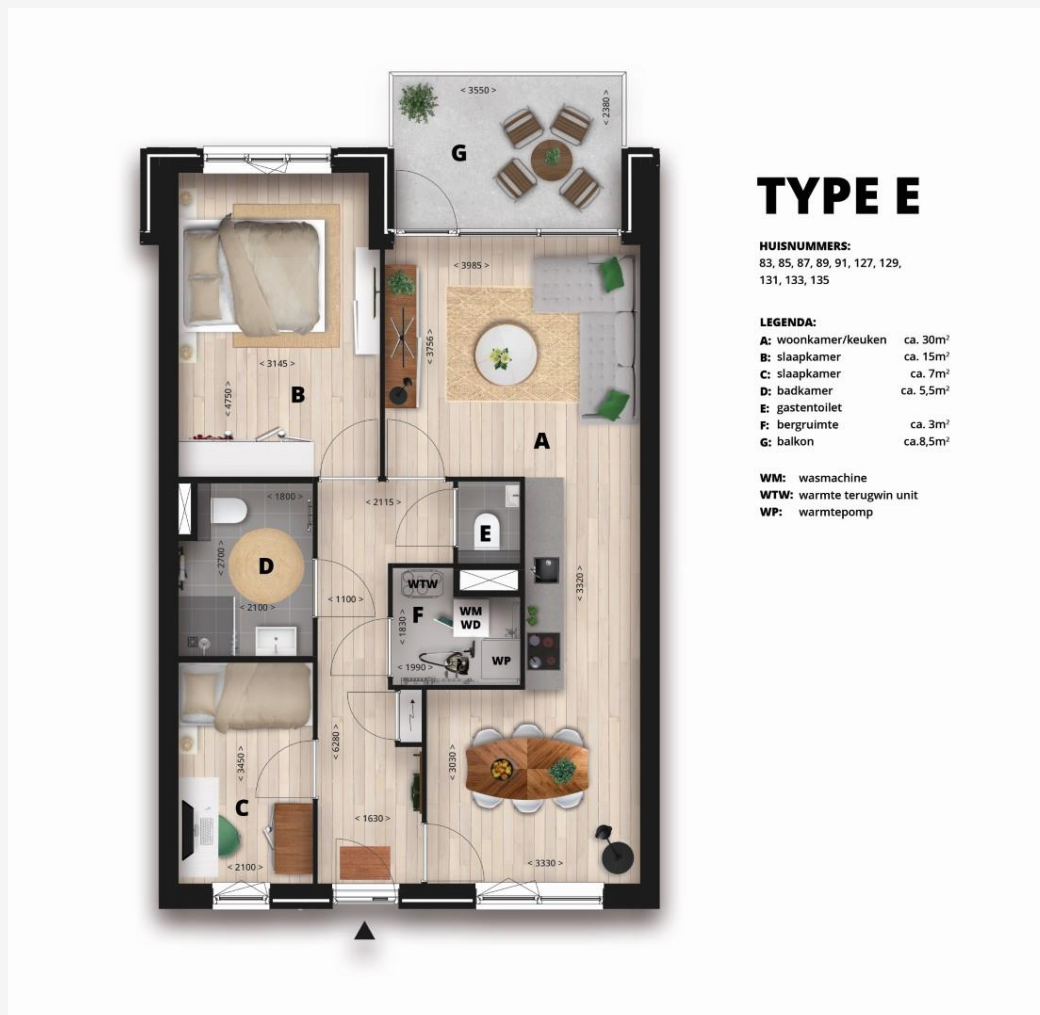 < 3550 >
< 2380 >
G
TYPE E
HUISNUMMERS:
83, 85, 87, 89, 91, 127, 129,
131, 133, 135
LEGENDA:
A: woonkamer/keuken ca. 30m²
B: slaapkamer ca. 15m²
C: slaapkamer ca. 7m²
D: badkamer ca. 5,5m²
E: gastentoilet
F: bergruimte ca. 3m²
G: balkon ca.8,5m²
WM: wasmachine
WTW: warmte terugwin unit
WP: warmtepomp
< 3985 >
< 3756 >
< 3145 >
< 4750 >
B
A
< 1800 >
< 2115 >
E
< 2700 >
D
< 2100 >
< 1100 >
WTW
F
WM
WD
< 1830 >
< 3320 >
< 1990 >
WP
< 6280 >
< 3450 >
< 3030 >
C
< 1630 >
< 2100 >
< 3330 >